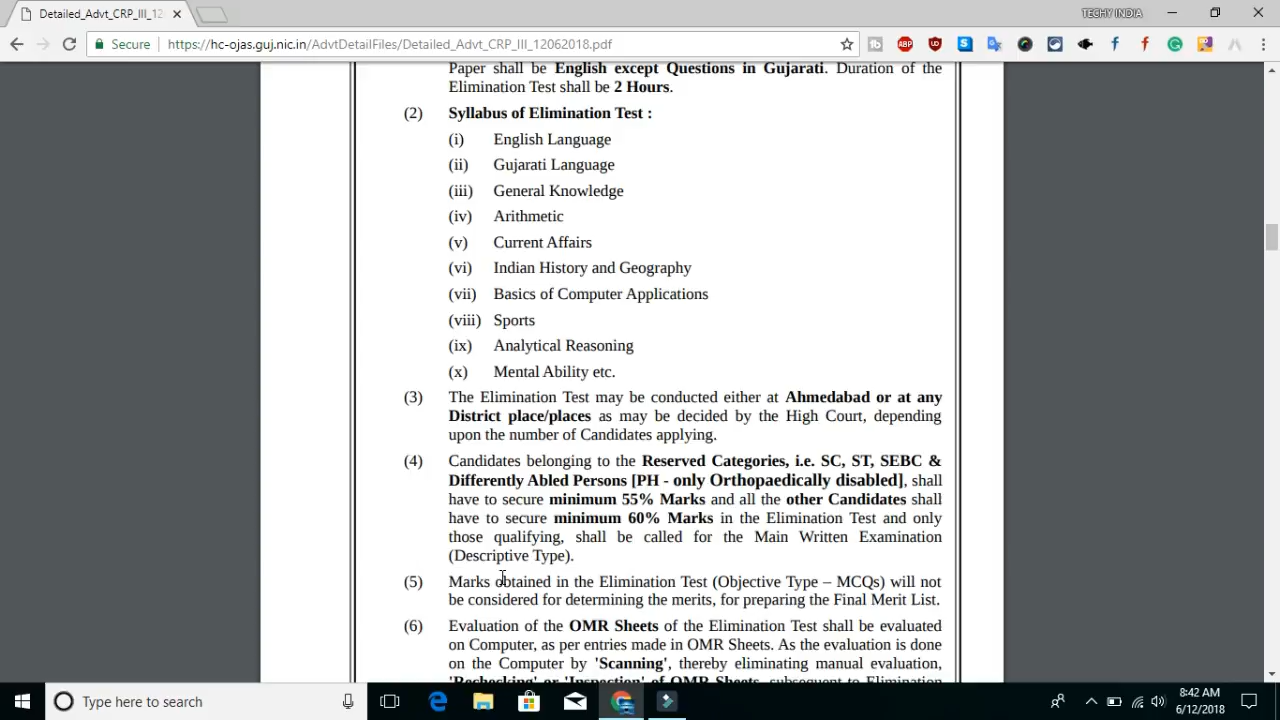 Detailed_Advt_CRP_III_12
TECHY INDIA
Secure
https://hc-ojas.guj.nic.in/AdvtDetailFiles/Detailed_Advt_CRP_III_12062018.pdf
Paper shall be English except Questions in Gujarati. Duration of the
Elimination Test shall be 2 Hours.
(2) Syllabus of Elimination Test :
(i) English Language
(ii) Gujarati Language
(iii) General Knowledge
(iv) Arithmetic
(v) Current Affairs
(vi) Indian History and Geography
(vii) Basics of Computer Applications
(viii) Sports
(ix) Analytical Reasoning
(x) Mental Ability etc.
(3) The Elimination Test may be conducted either at Ahmedabad or at any
District place/places as may be decided by the High Court, depending
upon the number of Candidates applying.
(4) Candidates belonging to the Reserved Categories, i.e. SC, ST, SEBC &
Differently Abled Persons [PH - only Orthopaedically disabled], shall
have to secure minimum 55% Marks and all the other Candidates shall
have to secure minimum 60% Marks in the Elimination Test and only
those qualifying, shall be called for the Main Written Examination
(Descriptive Type).
(5) Marks obtained in the Elimination Test (Objective Type – MCQs) will not
be considered for determining the merits, for preparing the Final Merit List.
(6) Evaluation of the OMR Sheets of the Elimination Test shall be evaluated
on Computer, as per entries made in OMR Sheets. As the evaluation is done
on the Computer by 'Scanning', thereby eliminating manual evaluation,
'Rechecking' or 'Inspection' of OMR Sheets, subsequent to Elimination
Type here to search
8:42 AM
6/12/2018